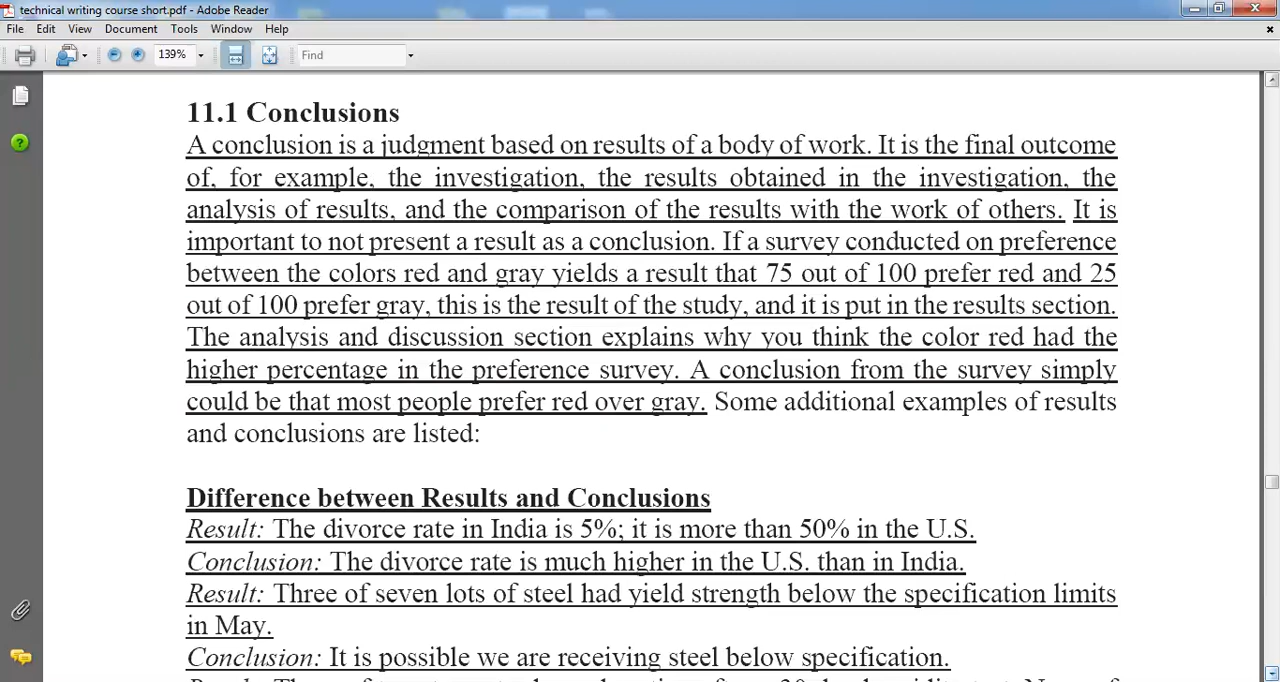 technical writing course short.pdf - Adobe Reader
File Edit View Document Tools Window Help
139% Find
11.1 Conclusions
A conclusion is a judgment based on results of a body of work. It is the final outcome
of, for example, the investigation, the results obtained in the investigation, the
analysis of results, and the comparison of the results with the work of others. It is
important to not present a result as a conclusion. If a survey conducted on preference
between the colors red and gray yields a result that 75 out of 100 prefer red and 25
out of 100 prefer gray, this is the result of the study, and it is put in the results section.
The analysis and discussion section explains why you think the color red had the
higher percentage in the preference survey. A conclusion from the survey simply
could be that most people prefer red over gray. Some additional examples of results
and conclusions are listed:
Difference between Results and Conclusions
Result: The divorce rate in India is 5%; it is more than 50% in the U.S.
Conclusion: The divorce rate is much higher in the U.S. than in India.
Result: Three of seven lots of steel had yield strength below the specification limits
in May.
Conclusion: It is possible we are receiving steel below specification.